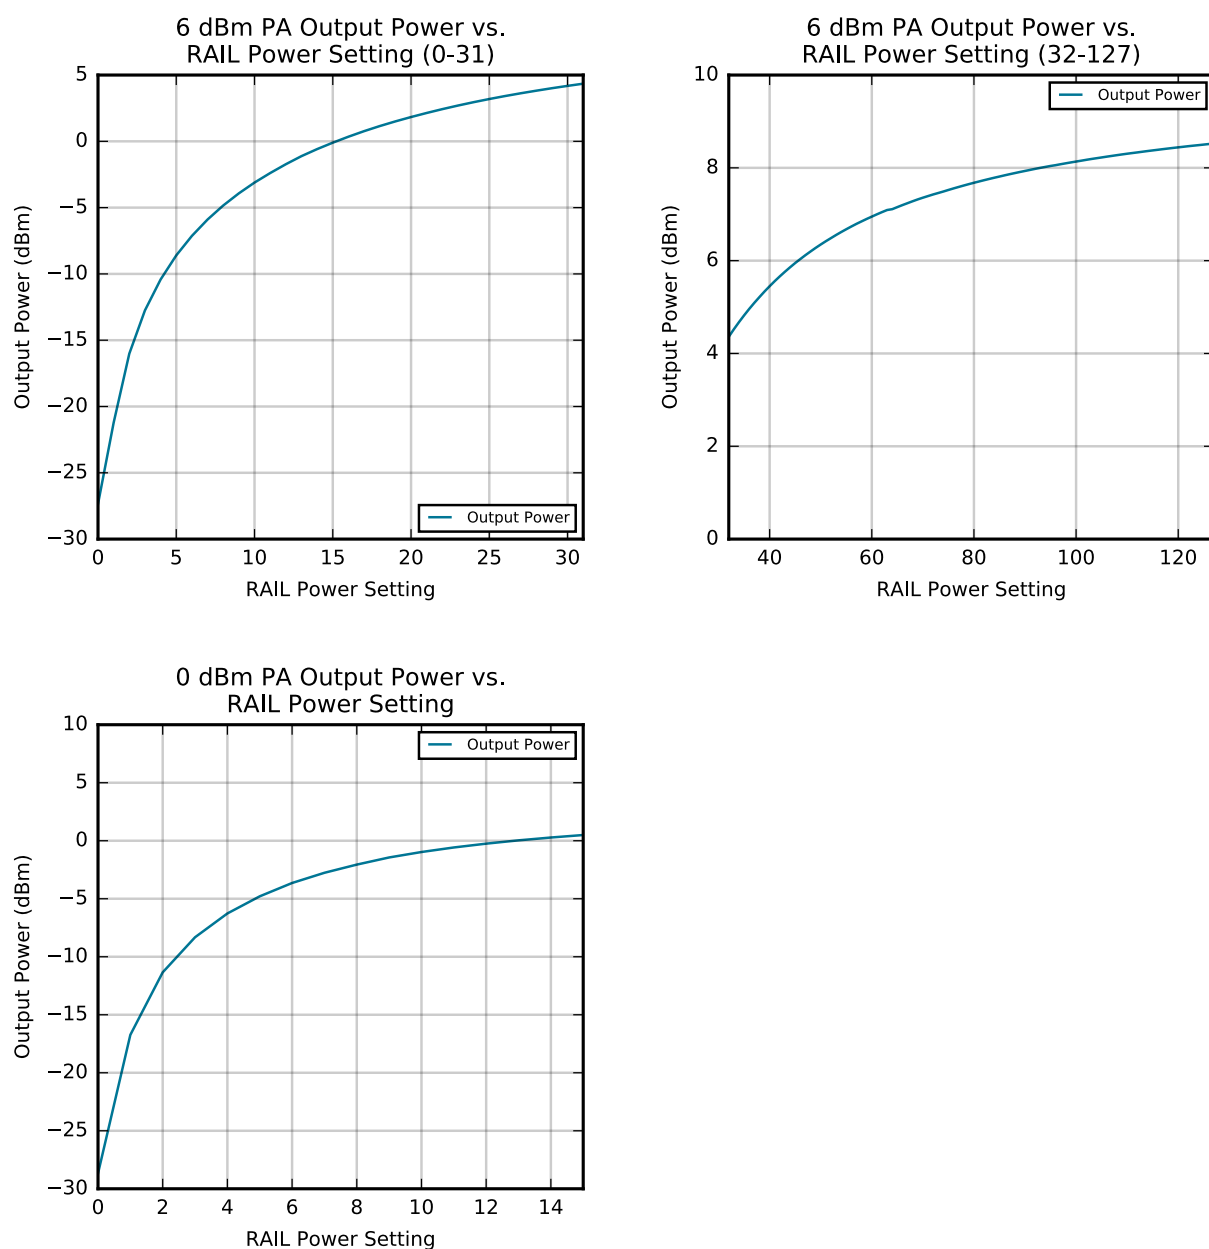 6 dBm PA Output Power vs.
RAIL Power Setting (0-31)
5
0
−5
−10
−15
−20
−25
−30
Output Power (dBm)
Output Power
0 5 10 15 20 25 30
RAIL Power Setting
6 dBm PA Output Power vs.
RAIL Power Setting (32-127)
10
8
6
4
2
0
Output Power (dBm)
Output Power
40 60 80 100 120
RAIL Power Setting
0 dBm PA Output Power vs.
RAIL Power Setting
10
5
0
−5
−10
−15
−20
−25
−30
Output Power (dBm)
Output Power
0 2 4 6 8 10 12 14
RAIL Power Setting